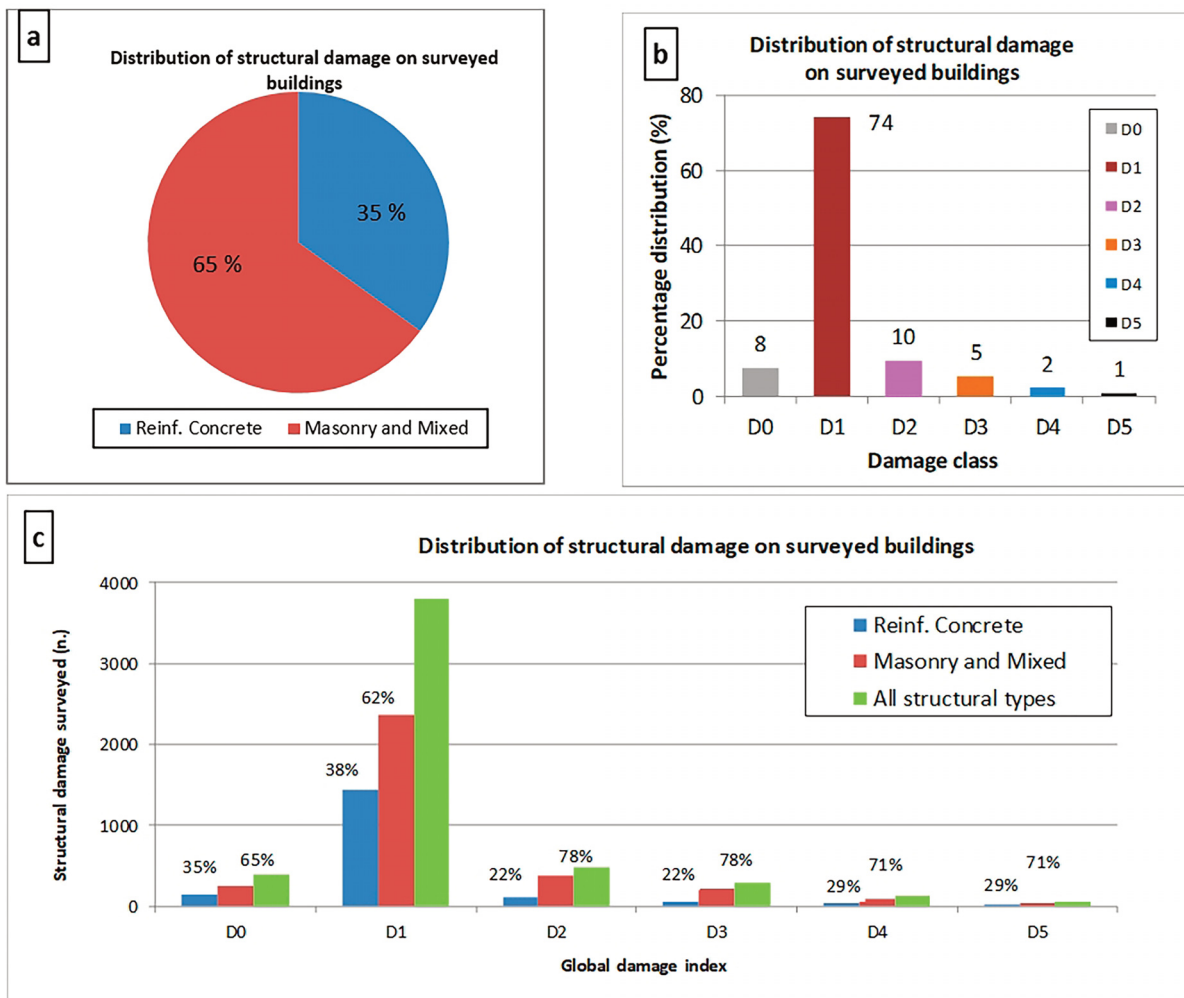 a
Distribution of structural damage on surveyed
buildings
35 %
65 %
Reinf. Concrete Masonry and Mixed
b
Distribution of structural damage
on surveyed buildings
Percentage distribution (%)
80
60
40
20
0
74
8
10
5
2
1
D0 D1 D2 D3 D4 D5
Damage class
D0
D1
D2
D3
D4
D5
c
Distribution of structural damage on surveyed buildings
Structural damage surveyed (n.)
4000
3000
2000
1000
0
35% 65%
38% 62%
22% 78%
22% 78%
29% 71%
29% 71%
D0 D1 D2 D3 D4 D5
Global damage index
Reinf. Concrete
Masonry and Mixed
All structural types